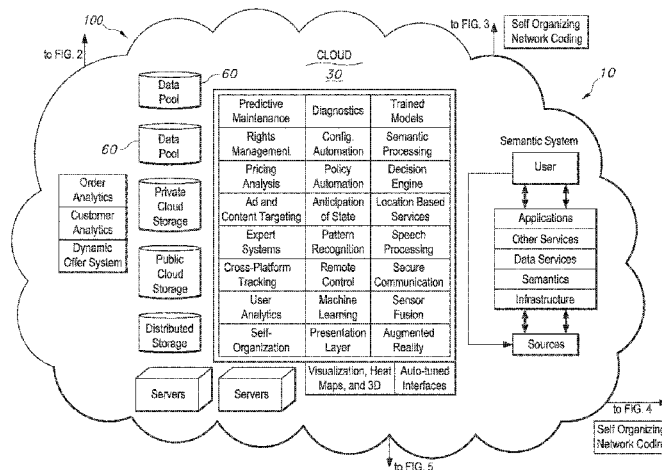 100
to FIG. 2
to FIG. 3
Self Organizing
Network Coding
10
CLOUD
30
60
Data
Pool
60
Data
Pool
Private
Cloud
Storage
Public
Cloud
Storage
Distributed
Storage
Servers
Servers
Order
Analytics
Customer
Analytics
Dynamic
Offer System
Predictive
Maintenance
Diagnostics
Trained
Models
Rights
Management
Config.
Automation
Semantic
Processing
Pricing
Analysis
Policy
Automation
Decision
Engine
Ad and
Content Targeting
Anticipation
of State
Location Based
Services
Expert
Systems
Pattern
Recognition
Speech
Processing
Cross-Platform
Tracking
Remote
Control
Secure
Communication
User
Analytics
Machine
Learning
Sensor
Fusion
Self-
Organization
Presentation
Layer
Augmented
Reality
Visualization, Heat
Maps, and 3D
Auto-tuned
Interfaces
Semantic System
User
Applications
Other Services
Data Services
Semantics
Infrastructure
Sources
to FIG. 4
Self Organizing
Network Coding
to FIG. 5